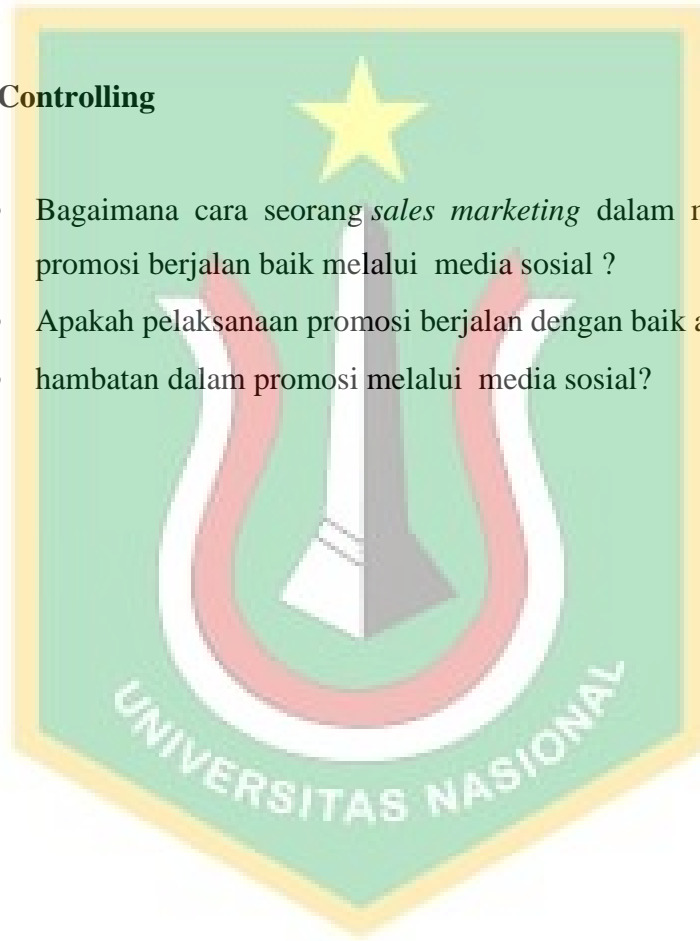 Controlling
Bagaimana cara seorang sales marketing dalam
promosi berjalan baik melalui media sosial ?
Apakah pelaksanaan promosi berjalan dengan baik
hambatan dalam promosi melalui media sosial?
UNIVERSITAS NASIONAL